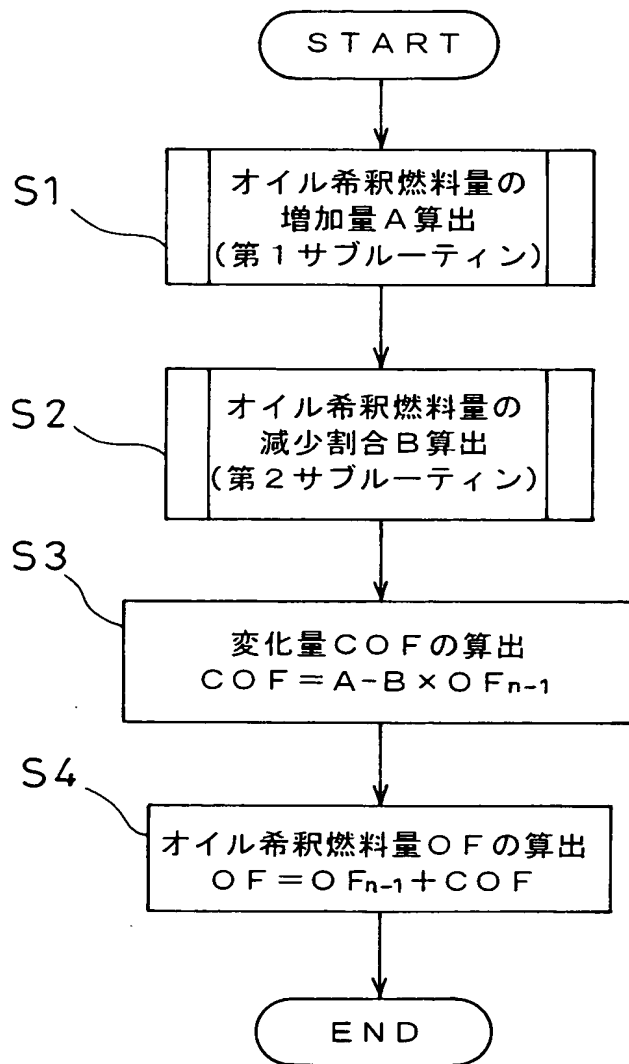 START
S1
オイル希釈燃料量の
増加量A算出
(第1サブルーティン)
S2
オイル希釈燃料量の
減少割合B算出
(第2サブルーティン)
S3
変化量COFの算出
COF=A-B×OFn-1
S4
オイル希釈燃料量OFの算出
OF=OFn-1+COF
END